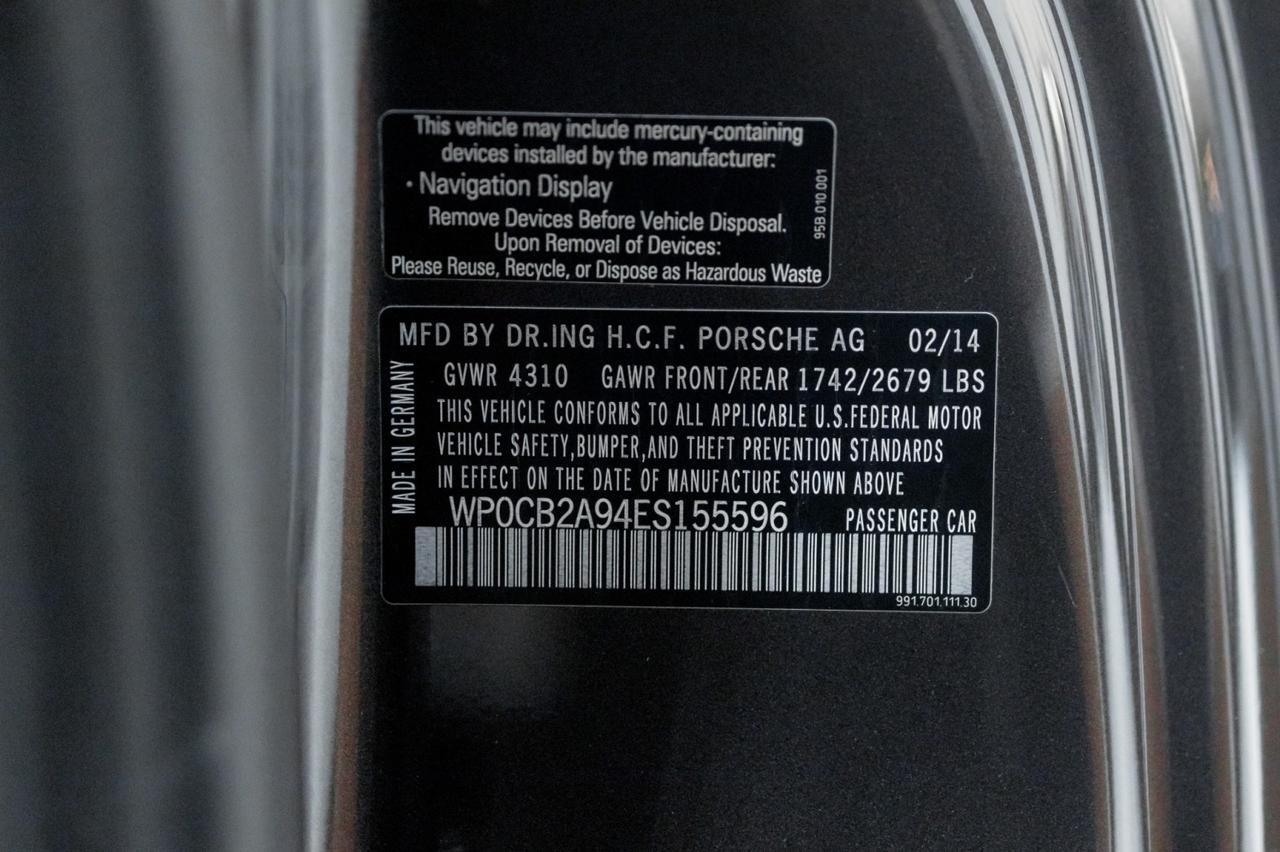 This vehicle may include mercury-containing
devices installed by the manufacturer:
· Navigation Display
Remove Devices Before Vehicle Disposal.
Upon Removal of Devices:
Please Reuse, Recycle, or Dispose as Hazardous Waste
95B.010.001
MFD BY DR.ING H.C.F. PORSCHE AG 02/14
GVWR 4310 GAWR FRONT/REAR 1742/2679 LBS
THIS VEHICLE CONFORMS TO ALL APPLICABLE U.S.FEDERAL MOTOR
VEHICLE SAFETY,BUMPER,AND THEFT PREVENTION STANDARDS
IN EFFECT ON THE DATE OF MANUFACTURE SHOWN ABOVE
WP0CB2A94ES155596 PASSENGER CAR
991.701.111.30
MADE IN GERMANY